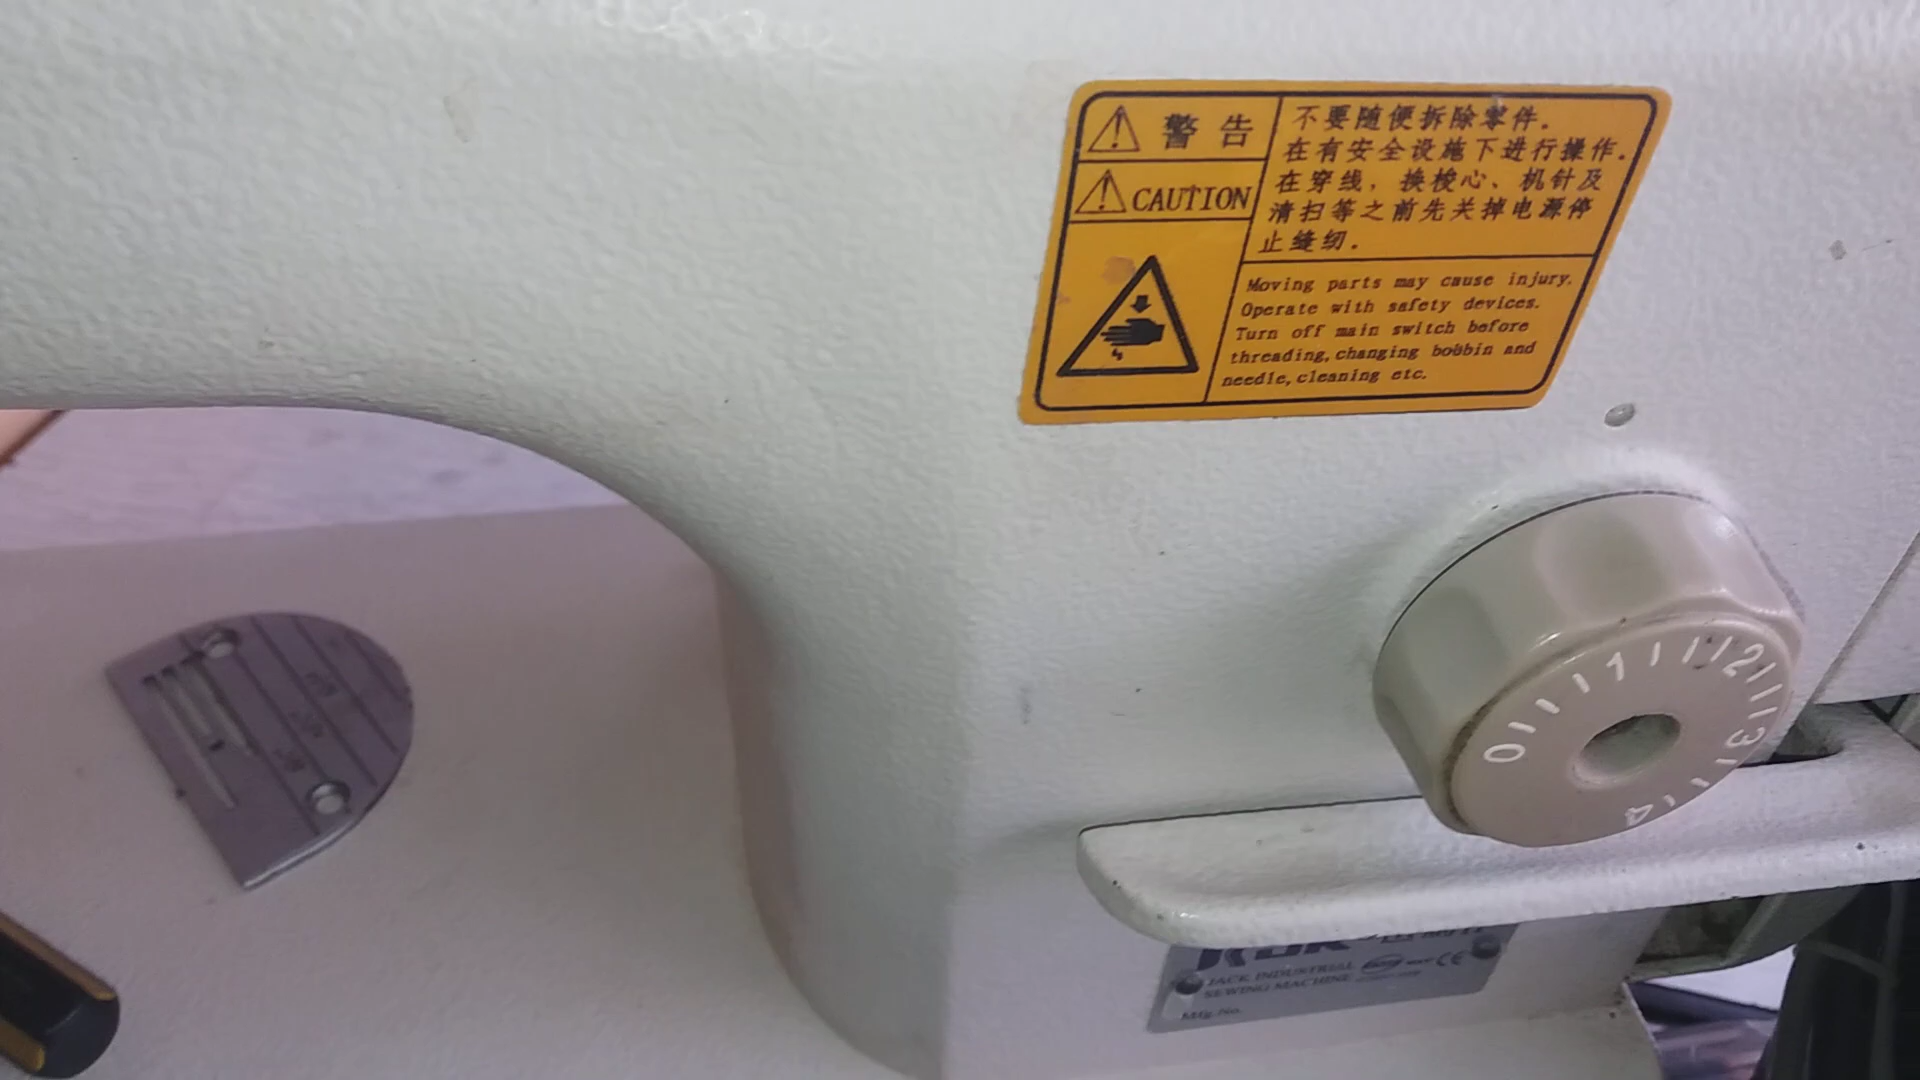 警告
CAUTION
不要随便拆除零件.
在有安全设施下进行操作.
在穿线，换梭心、机针及
清扫等之前先关掉电源停
止缝纫.
Moving parts may cause injury.
Operate with safety devices.
Turn off main switch before
threading, changing bobbin and
needle, cleaning etc.
0 1 2 3 4
JACK INDUSTRIAL
SEWING MACHINE
CE
Mfg.No.